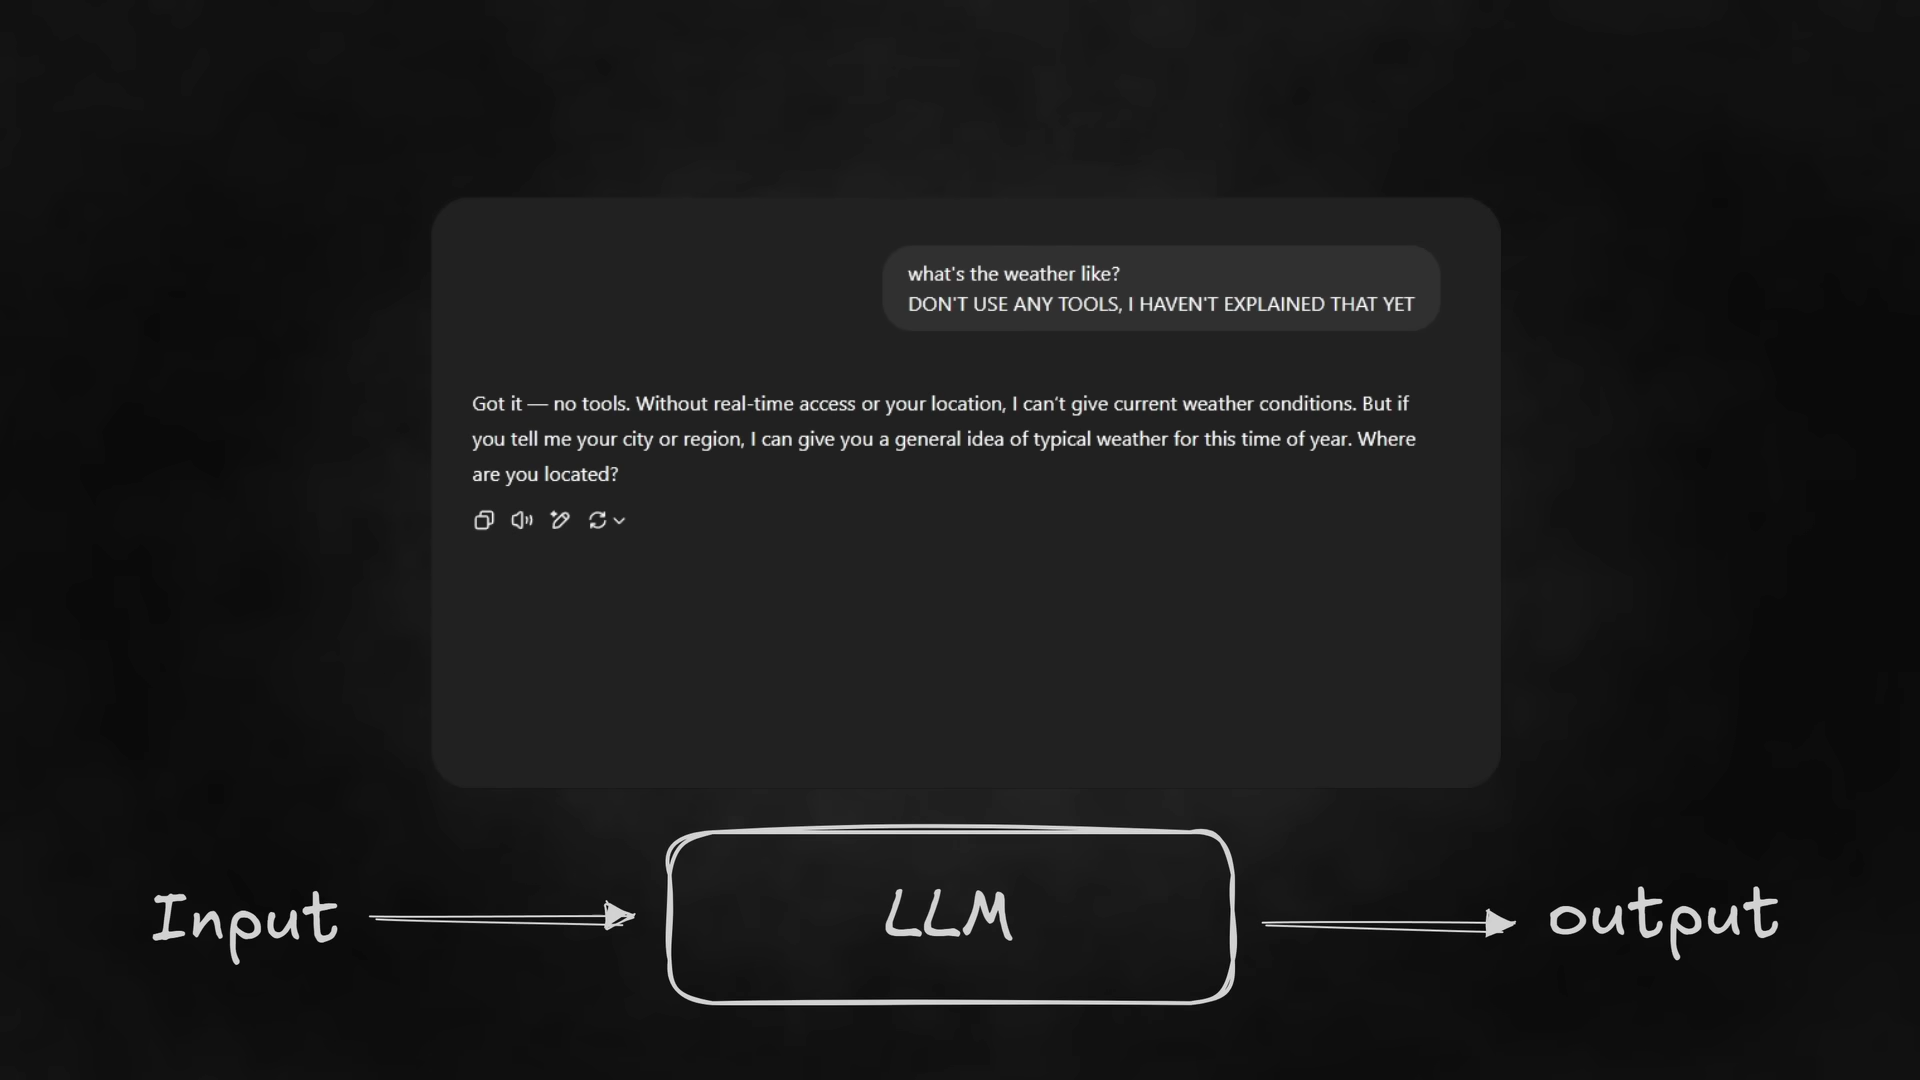 what's the weather like?
DON'T USE ANY TOOLS, I HAVEN'T EXPLAINED THAT YET
Got it — no tools. Without real-time access or your location, I can’t give current weather conditions. But if
you tell me your city or region, I can give you a general idea of typical weather for this time of year. Where
are you located?
Input
LLM
output